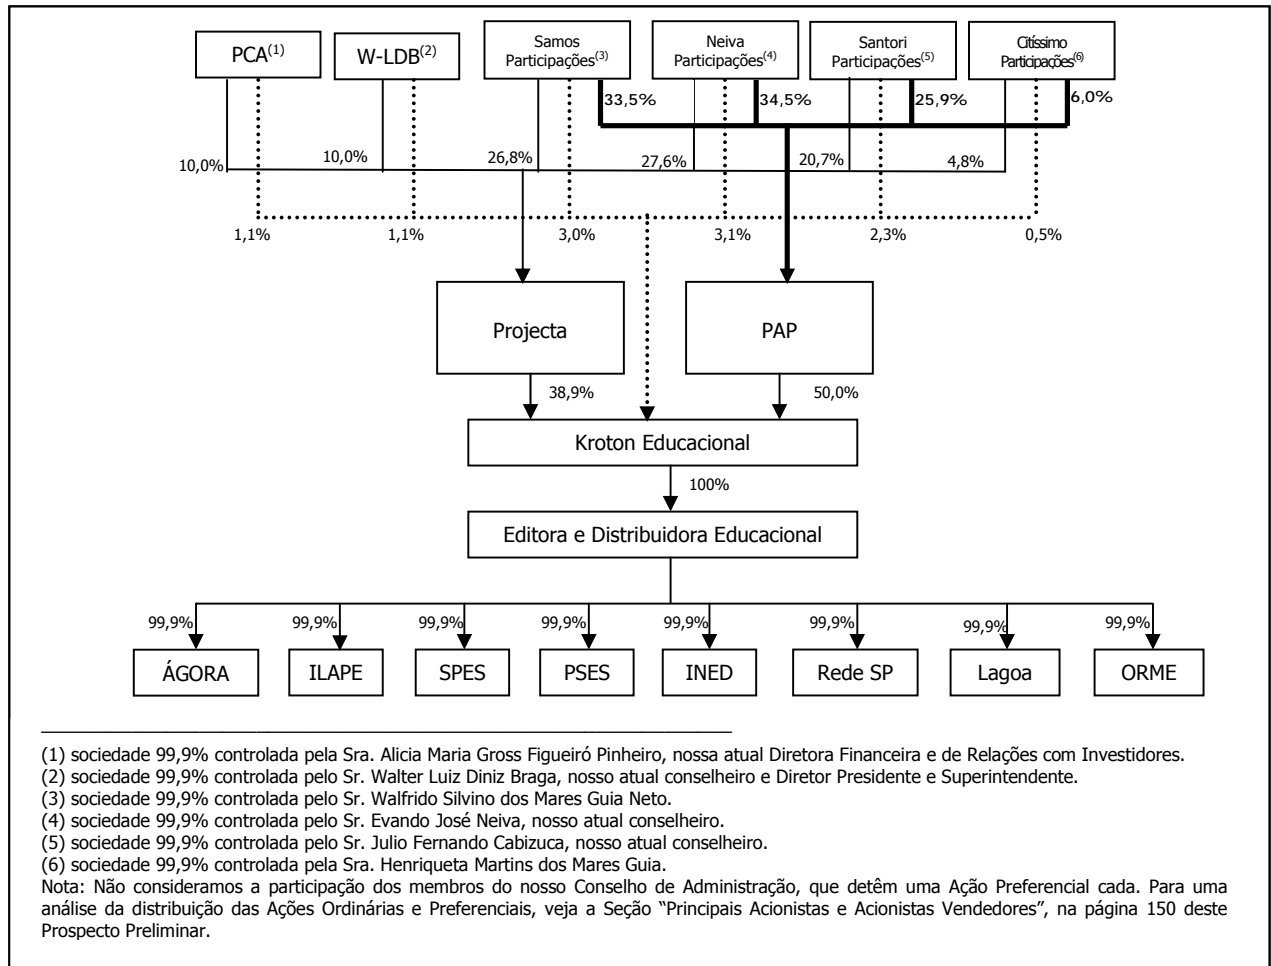 PCA(1)
W-LDB(2)
Samos
Participações(3)
Neiva
Participações(4)
Santori
Participações(5)
Citíssimo
Participações(6)
33,5%
34,5%
25,9%
6,0%
10,0%
10,0%
26,8%
27,6%
20,7%
4,8%
1,1%
1,1%
3,0%
3,1%
2,3%
0,5%
Projecta
PAP
38,9%
50,0%
Kroton Educacional
100%
Editora e Distribuidora Educacional
99,9%
99,9%
99,9%
99,9%
99,9%
99,9%
99,9%
99,9%
ÁGORA
ILAPE
SPES
PSES
INED
Rede SP
Lagoa
ORME
(1) sociedade 99,9% controlada pela Sra. Alicia Maria Gross Figueiró Pinheiro, nossa atual Diretora Financeira e de Relações com Investidores.
(2) sociedade 99,9% controlada pelo Sr. Walter Luiz Diniz Braga, nosso atual conselheiro e Diretor Presidente e Superintendente.
(3) sociedade 99,9% controlada pelo Sr. Walfrido Silvino dos Mares Guia Neto.
(4) sociedade 99,9% controlada pelo Sr. Evando José Neiva, nosso atual conselheiro.
(5) sociedade 99,9% controlada pelo Sr. Julio Fernando Cabizuca, nosso atual conselheiro.
(6) sociedade 99,9% controlada pela Sra. Henriqueta Martins dos Mares Guia.
Nota: Não consideramos a participação dos membros do nosso Conselho de Administração, que detêm uma Ação Preferencial cada. Para uma
análise da distribuição das Ações Ordinárias e Preferenciais, veja a Seção “Principais Acionistas e Acionistas Vendedores”, na página 150 deste
Prospecto Preliminar.